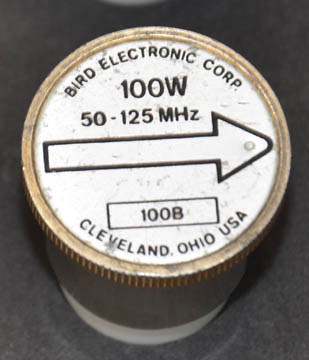 BIRD ELECTRONIC CORP.
100W
50-125 MHz
100B
CLEVELAND, OHIO USA